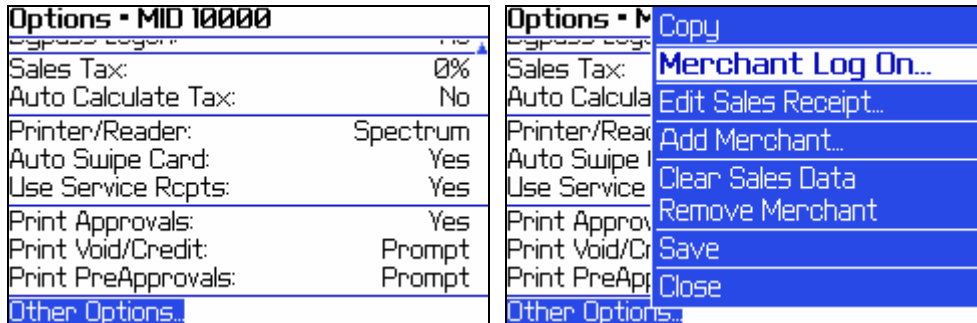 Options - MID 10000
Sales Tax: 0%
Auto Calculate Tax: No
Printer/Reader: Spectrum
Auto Swipe Card: Yes
Use Service Rcpts: Yes
Print Approvals: Yes
Print Void/Credit: Prompt
Print PreApprovals: Prompt
Other Options...
Options - M
Sales Tax:
Auto Calcula
Printer/Read
Auto Swipe
Use Service
Print Approv
Print Void/Cr
Print PreApp
Other Options...
Copy
Merchant Log On...
Edit Sales Receipt...
Add Merchant...
Clear Sales Data
Remove Merchant
Save
Close